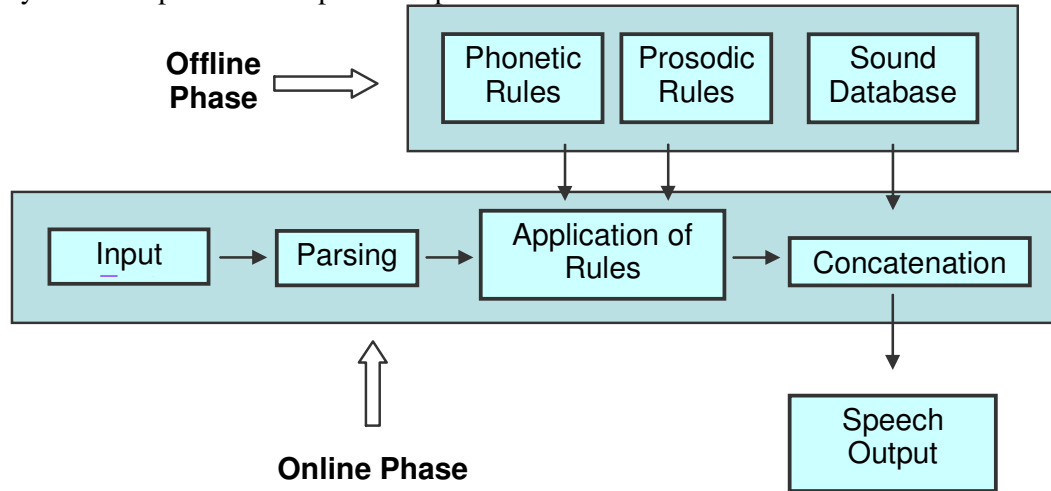 Offline
Phase
Phonetic
Rules
Prosodic
Rules
Sound
Database
Input
Parsing
Application of
Rules
Concatenation
Speech
Output
Online Phase